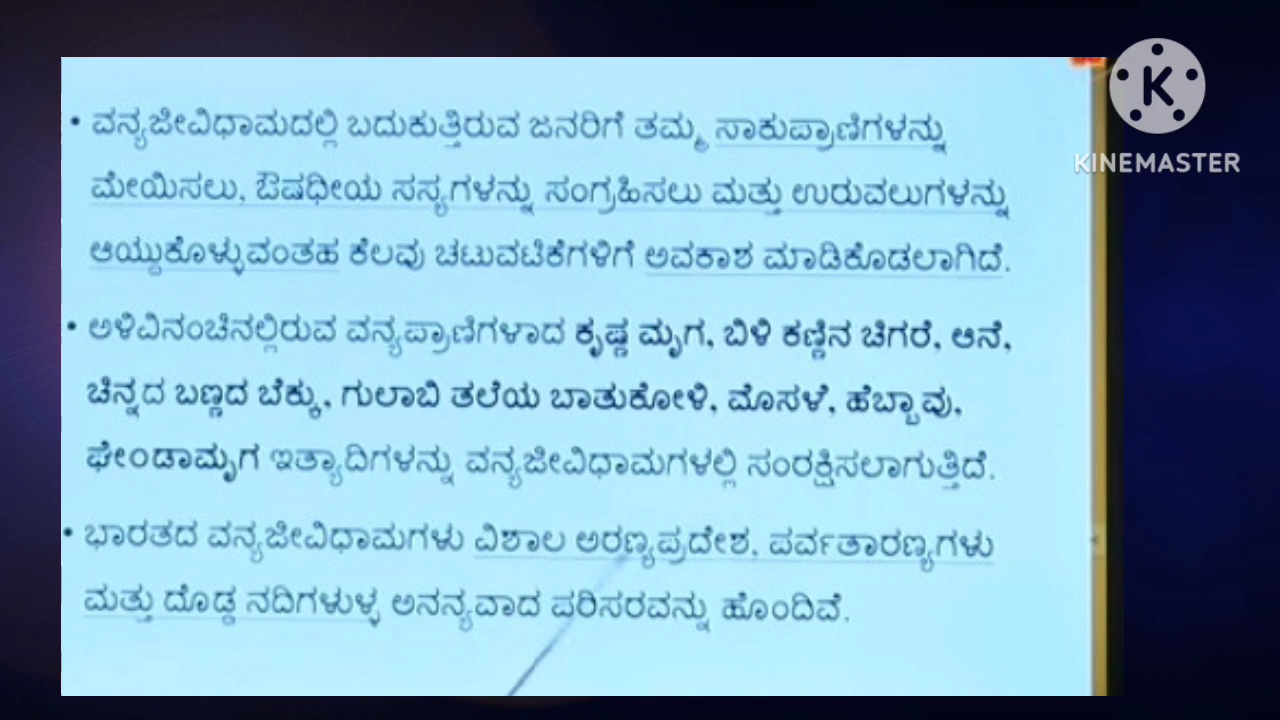 • ವನ್ಯಜೀವಿಧಾಮದಲ್ಲಿ ಬದುಕುತ್ತಿರುವ ಜನರಿಗೆ ತಮ್ಮ ಸಾಕುಪ್ರಾಣಿಗಳನ್ನು
ಮೇಯಿಸಲು, ಔಷಧೀಯ ಸಸ್ಯಗಳನ್ನು ಸಂಗ್ರಹಿಸಲು ಮತ್ತು ಉರುವಲುಗಳನ್ನು
ಆಯ್ದುಕೊಳ್ಳುವಂತಹ ಕೆಲವು ಚಟುವಟಿಕೆಗಳಿಗೆ ಅವಕಾಶ ಮಾಡಿಕೊಡಲಾಗಿದೆ.
• ಅಳಿವಿನಂಚಿನಲ್ಲಿರುವ ವನ್ಯಪ್ರಾಣಿಗಳಾದ ಕೃಷ್ಣ ಮೃಗ, ಬಿಳಿ ಕಣ್ಣಿನ ಚಿಗರೆ, ಆನೆ,
ಚಿನ್ನದ ಬಣ್ಣದ ಬೆಕ್ಕು, ಗುಲಾಬಿ ತಲೆಯ ಬಾತುಕೋಳಿ, ಮೊಸಳೆ, ಹೆಬ್ಬಾವು,
ಘೇಂಡಾಮೃಗ ಇತ್ಯಾದಿಗಳನ್ನು ವನ್ಯಜೀವಿಧಾಮಗಳಲ್ಲಿ ಸಂರಕ್ಷಿಸಲಾಗುತ್ತಿದೆ.
• ಭಾರತದ ವನ್ಯಜೀವಿಧಾಮಗಳು ವಿಶಾಲ ಅರಣ್ಯಪ್ರದೇಶ, ಪರ್ವತಾರಣ್ಯಗಳು
ಮತ್ತು ದೊಡ್ಡ ನದಿಗಳುಳ್ಳ ಅನನ್ಯವಾದ ಪರಿಸರವನ್ನು ಹೊಂದಿವೆ.
K
KINEMASTER